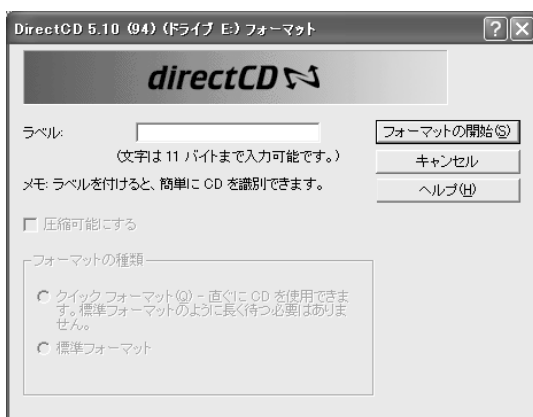 DirectCD 5.10 (94) (ドライブ E:) フォーマット
directCD
ラベル:
フォーマットの開始(S)
(文字は 11 バイトまで入力可能です。)
キャンセル
メモ: ラベルを付けると、簡単に CD を識別できます。
ヘルプ(H)
圧縮可能にする
フォーマットの種類
クイック フォーマット(Q) - 直ぐに CD を使用できま
す。標準フォーマットのように長く待つ必要はありま
せん。
標準フォーマット